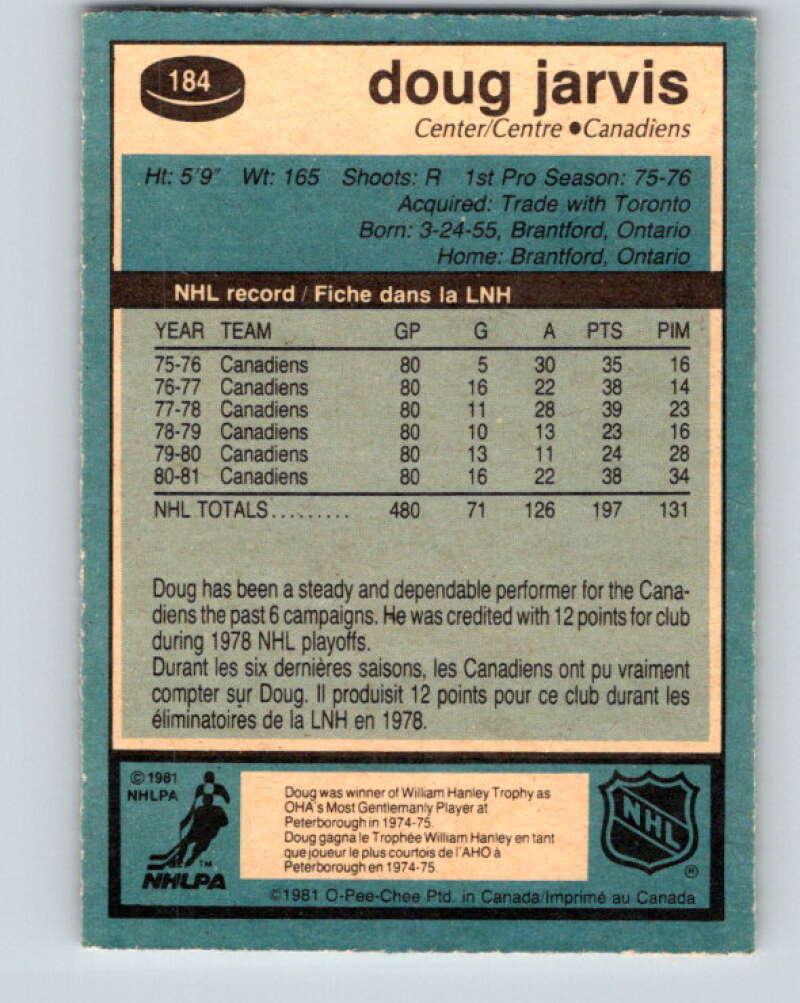 184
doug jarvis
Center/Centre ●Canadiens
Ht: 5'9" Wt: 165 Shoots: R 1st Pro Season: 75-76
Acquired: Trade with Toronto
Born: 3-24-55, Brantford, Ontario
Home: Brantford, Ontario
NHL record / Fiche dans la LNH
YEAR TEAM GP G A PTS PIM
75-76 Canadiens 80 5 30 35 16
76-77 Canadiens 80 16 22 38 14
77-78 Canadiens 80 11 28 39 23
78-79 Canadiens 80 10 13 23 16
79-80 Canadiens 80 13 11 24 28
80-81 Canadiens 80 16 22 38 34
NHL TOTALS......... 480 71 126 197 131
Doug has been a steady and dependable performer for the Cana-
diens the past 6 campaigns. He was credited with 12 points for club
during 1978 NHL playoffs.
Durant les six dernières saisons, les Canadiens ont pu vraiment
compter sur Doug. Il produisit 12 points pour ce club durant les
éliminatoires de la LNH en 1978.
©1981
NHLPA
TM
NHLPA
Doug was winner of William Hanley Trophy as
OHA's Most Gentlemanly Player at
Peterborough in 1974-75.
Doug gagna le Trophée William Hanley en tant
que joueur le plus courtois de l'AHO à
Peterborough en 1974-75.
NHL
®
©1981 O-Pee-Chee Ptd. in Canada/Imprimé au Canada